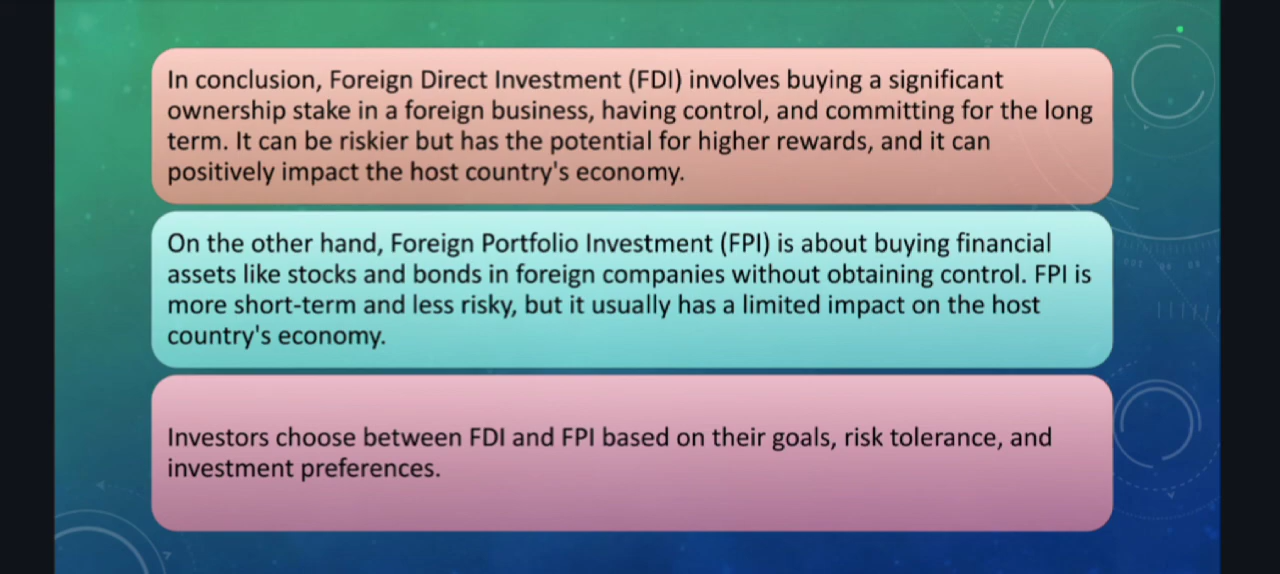 In conclusion, Foreign Direct Investment (FDI) involves buying a significant
ownership stake in a foreign business, having control, and committing for the long
term. It can be riskier but has the potential for higher rewards, and it can
positively impact the host country's economy.
On the other hand, Foreign Portfolio Investment (FPI) is about buying financial
assets like stocks and bonds in foreign companies without obtaining control. FPI is
more short-term and less risky, but it usually has a limited impact on the host
country's economy.
Investors choose between FDI and FPI based on their goals, risk tolerance, and
investment preferences.